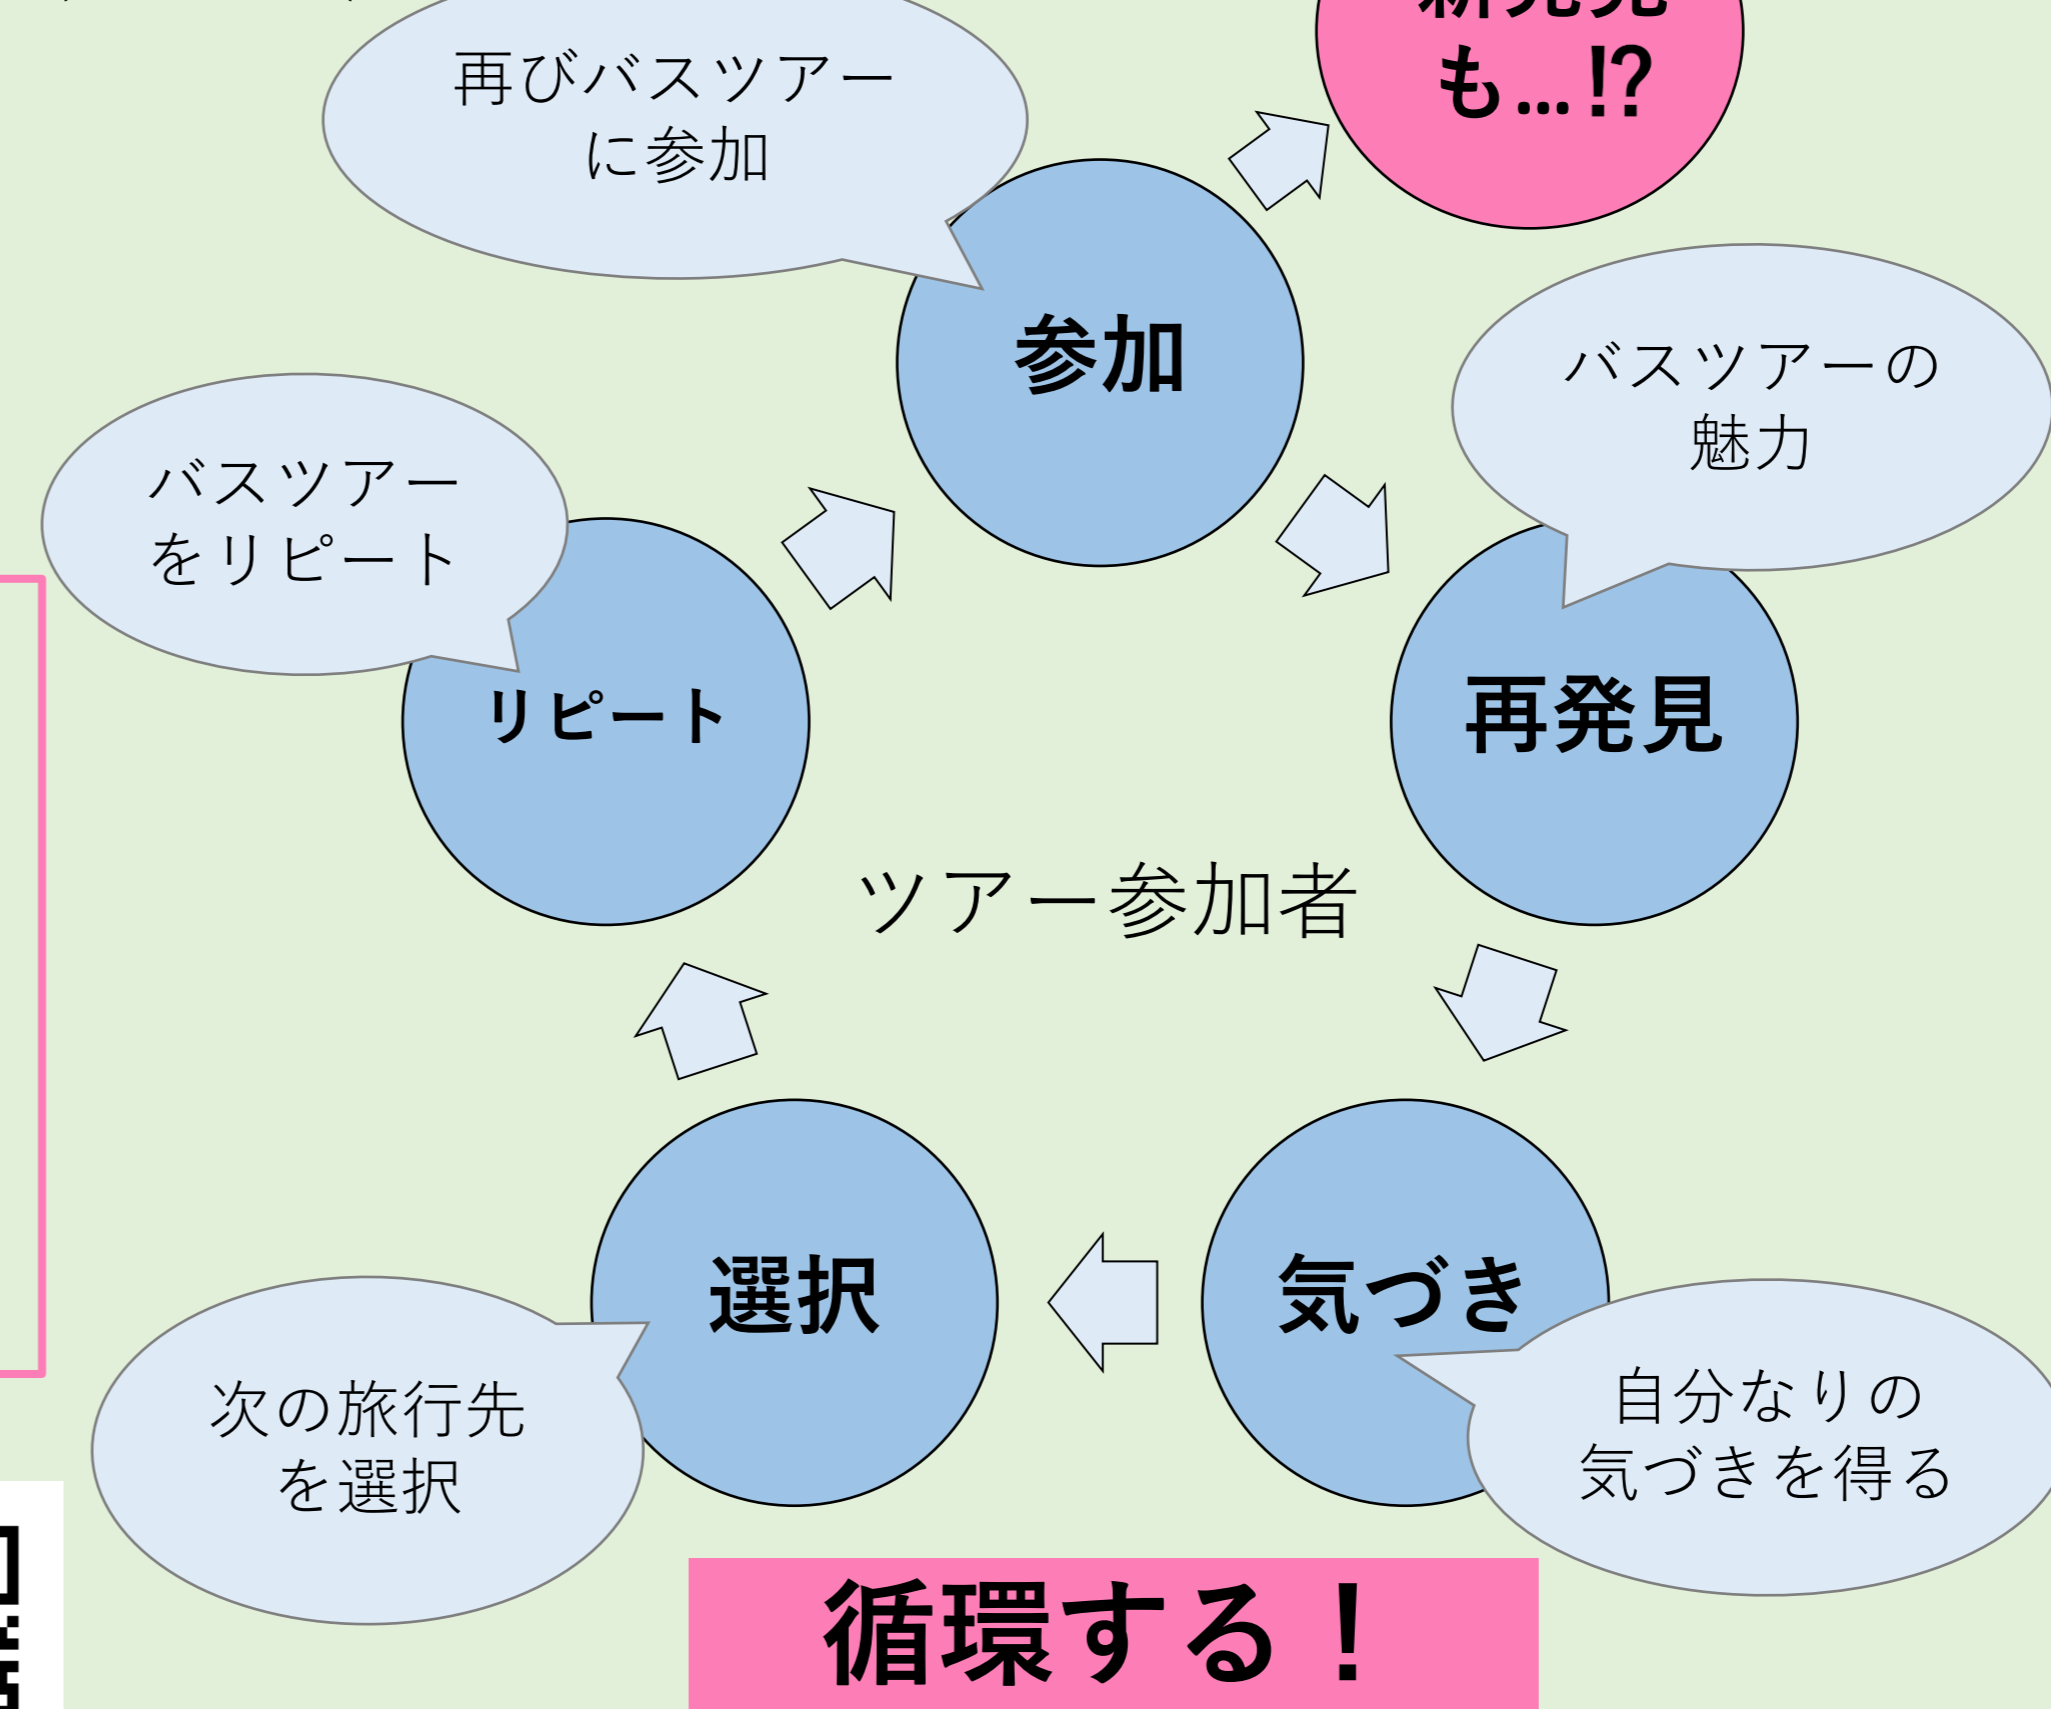 再びバスツアー
に参加
も…⁉
参加
バスツアーの
魅力
バスツアー
をリピート
リピート
再発見
ツアー参加者
選択
気づき
次の旅行先
を選択
自分なりの
気づきを得る
循環する！